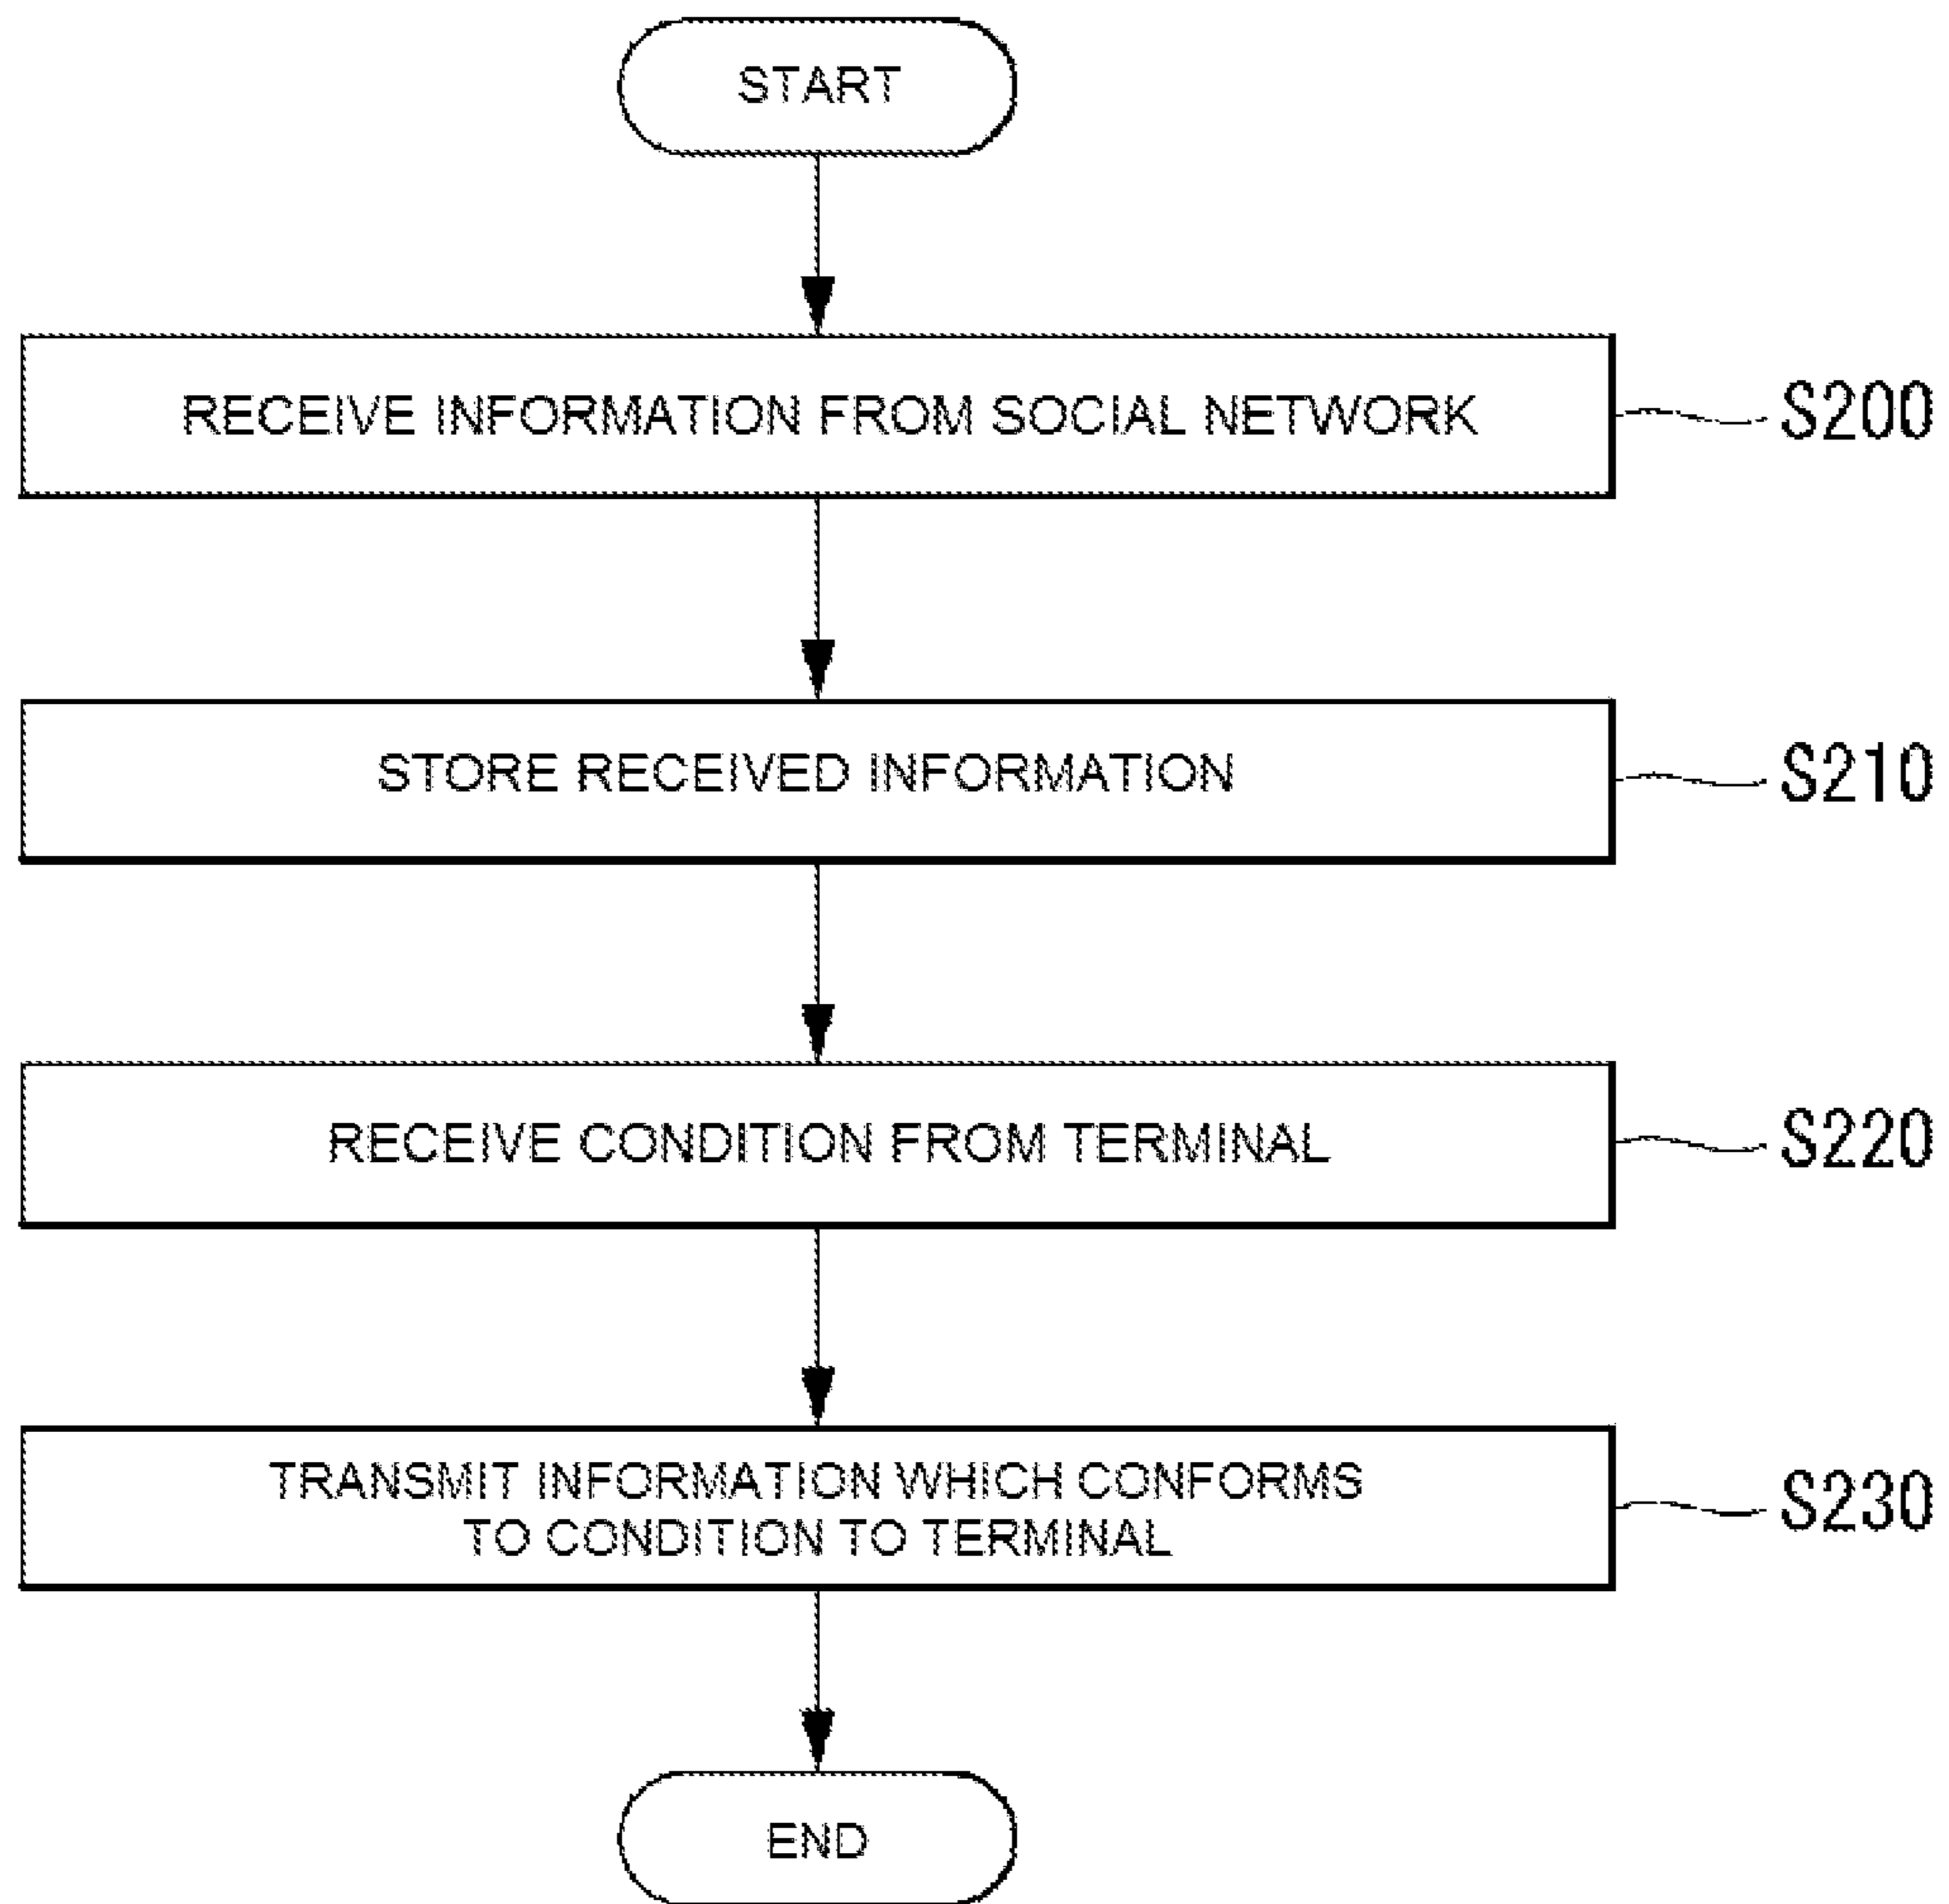 START
RECEIVE INFORMATION FROM SOCIAL NETWORK
S200
STORE RECEIVED INFORMATION
S210
RECEIVE CONDITION FROM TERMINAL
S220
TRANSMIT INFORMATION WHICH CONFORMS
TO CONDITION TO TERMINAL
S230
END